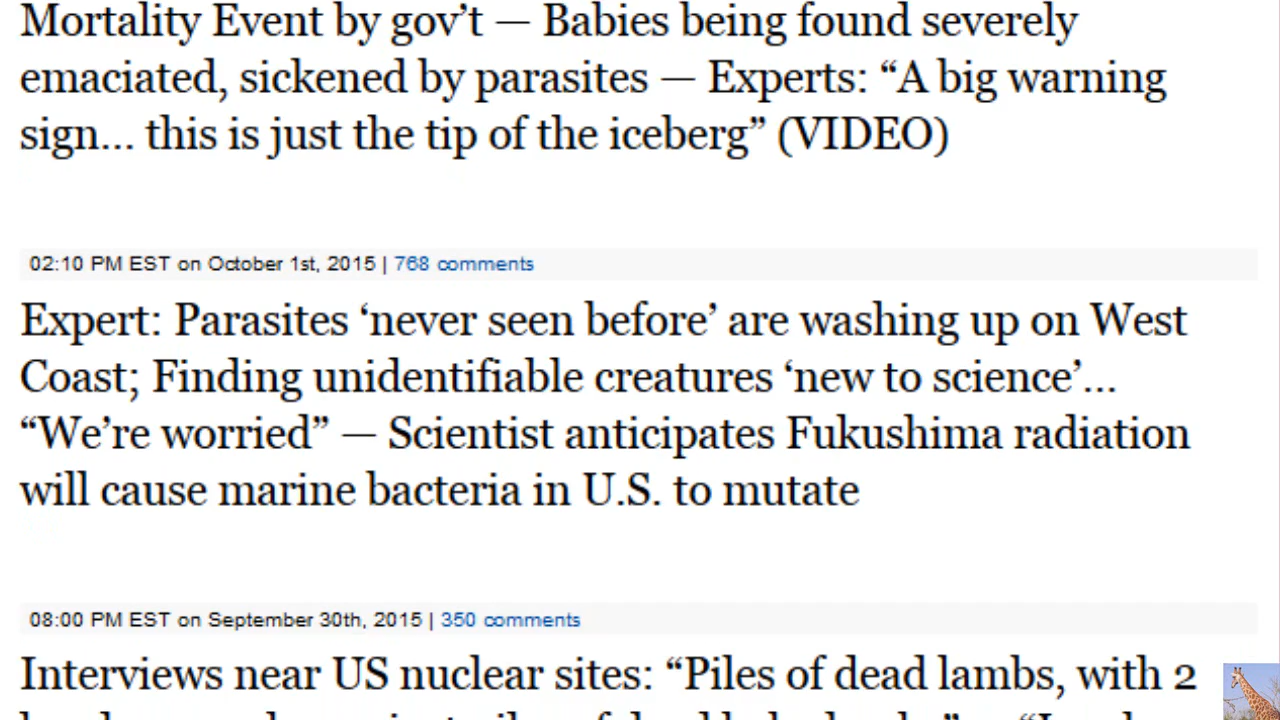 Mortality Event by gov’t — Babies being found severely
emaciated, sickened by parasites — Experts: “A big warning
sign... this is just the tip of the iceberg” (VIDEO)
02:10 PM EST on October 1st, 2015 | 768 comments
Expert: Parasites ‘never seen before’ are washing up on West
Coast; Finding unidentifiable creatures ‘new to science’...
“We’re worried” — Scientist anticipates Fukushima radiation
will cause marine bacteria in U.S. to mutate
08:00 PM EST on September 30th, 2015 | 350 comments
Interviews near US nuclear sites: “Piles of dead lambs, with 2